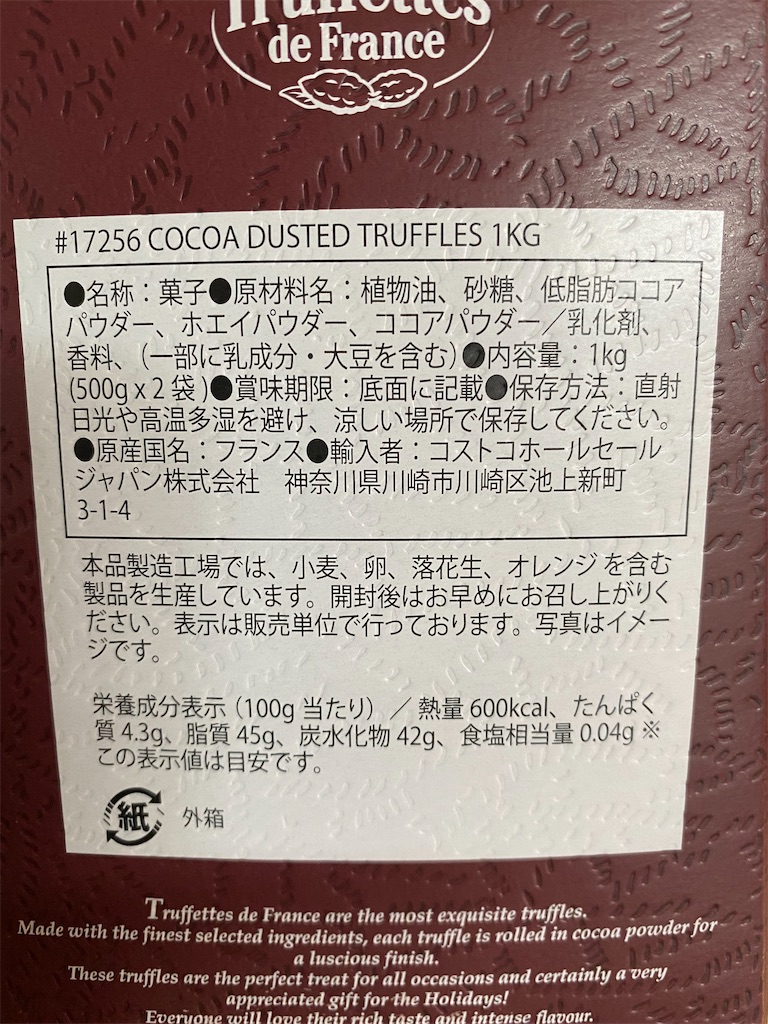 Truffettes
de France
#17256 COCOA DUSTED TRUFFLES 1KG
●名称：菓子●原材料名：植物油、砂糖、低脂肪ココア
パウダー、ホエイパウダー、ココアパウダー／乳化剤、
香料、（一部に乳成分・大豆を含む）●内容量：1kg
(500g x 2 袋 )●賞味期限：底面に記載●保存方法：直射
日光や高温多湿を避け、涼しい場所で保存してください。
●原産国名：フランス●輸入者：コストコホールセール
ジャパン株式会社　神奈川県川崎市川崎区池上新町
3-1-4
本品製造工場では、小麦、卵、落花生、オレンジを含む
製品を生産しています。開封後はお早めにお召し上がりく
ださい。表示は販売単位で行っております。写真はイメー
ジです。
栄養成分表示（100g 当たり）／熱量 600kcal、たんぱく
質 4.3g、脂質 45g、炭水化物 42g、食塩相当量 0.04g ※
この表示値は目安です。
紙 外箱
Truffettes de France are the most exquisite truffles.
Made with the finest selected ingredients, each truffle is rolled in cocoa powder for
a luscious finish.
These truffles are the perfect treat for all occasions and certainly a very
appreciated gift for the Holidays!
Everyone will love their rich taste and intense flavour.